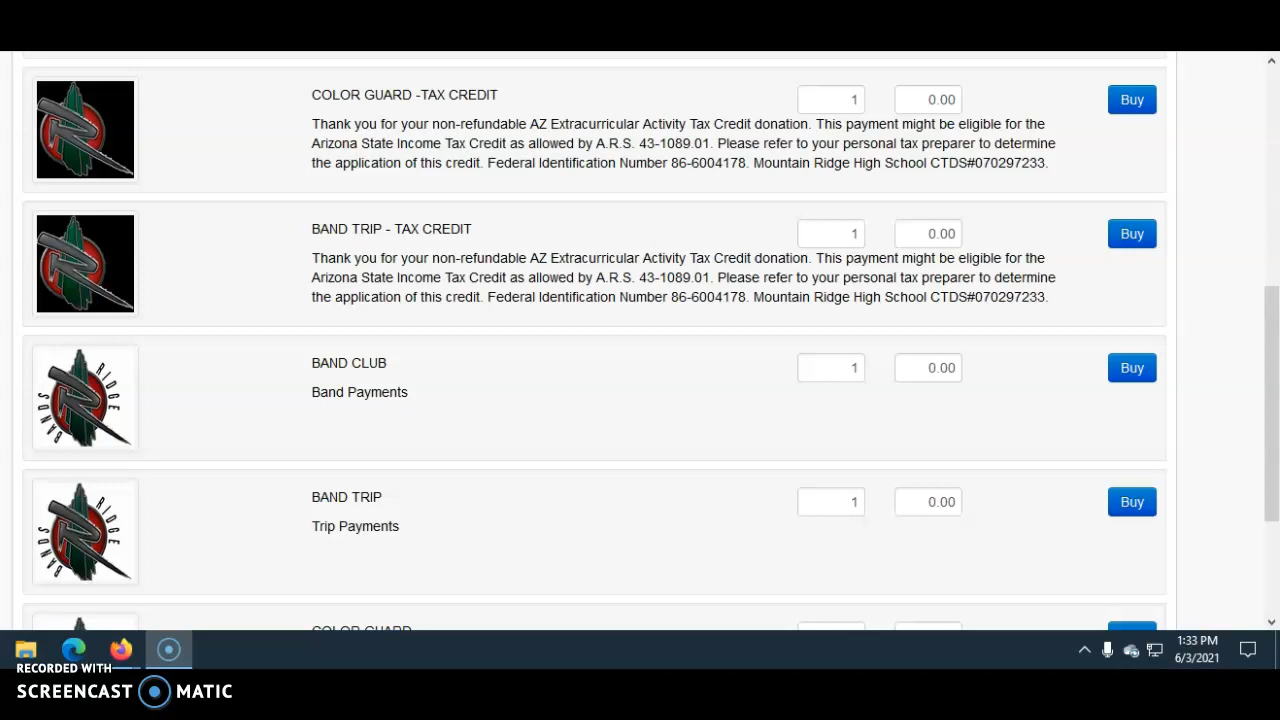 COLOR GUARD -TAX CREDIT
1
0.00
Buy
Thank you for your non-refundable AZ Extracurricular Activity Tax Credit donation. This payment might be eligible for the
Arizona State Income Tax Credit as allowed by A.R.S. 43-1089.01. Please refer to your personal tax preparer to determine
the application of this credit. Federal Identification Number 86-6004178. Mountain Ridge High School CTDS#070297233.
BAND TRIP - TAX CREDIT
1
0.00
Buy
Thank you for your non-refundable AZ Extracurricular Activity Tax Credit donation. This payment might be eligible for the
Arizona State Income Tax Credit as allowed by A.R.S. 43-1089.01. Please refer to your personal tax preparer to determine
the application of this credit. Federal Identification Number 86-6004178. Mountain Ridge High School CTDS#070297233.
RIDGE
BANDS
BAND CLUB
1
0.00
Buy
Band Payments
RIDGE
BANDS
BAND TRIP
1
0.00
Buy
Trip Payments
COLOR GUARD
1:33 PM
6/3/2021
RECORDED WITH
SCREENCAST MATIC